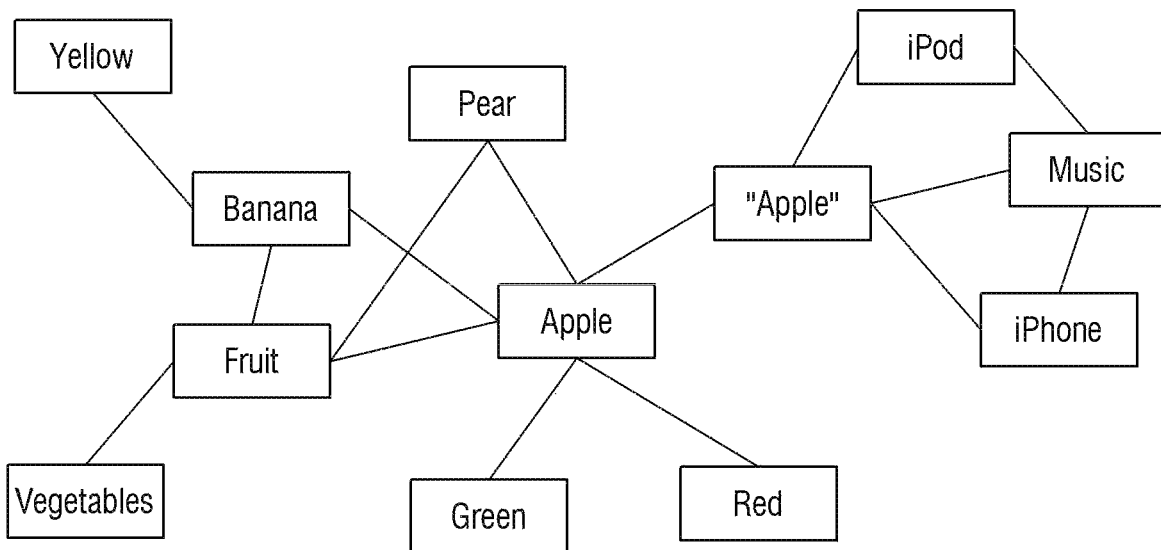 Yellow
iPod
Pear
Music
Banana
"Apple"
Apple
iPhone
Fruit
Vegetables
Green
Red